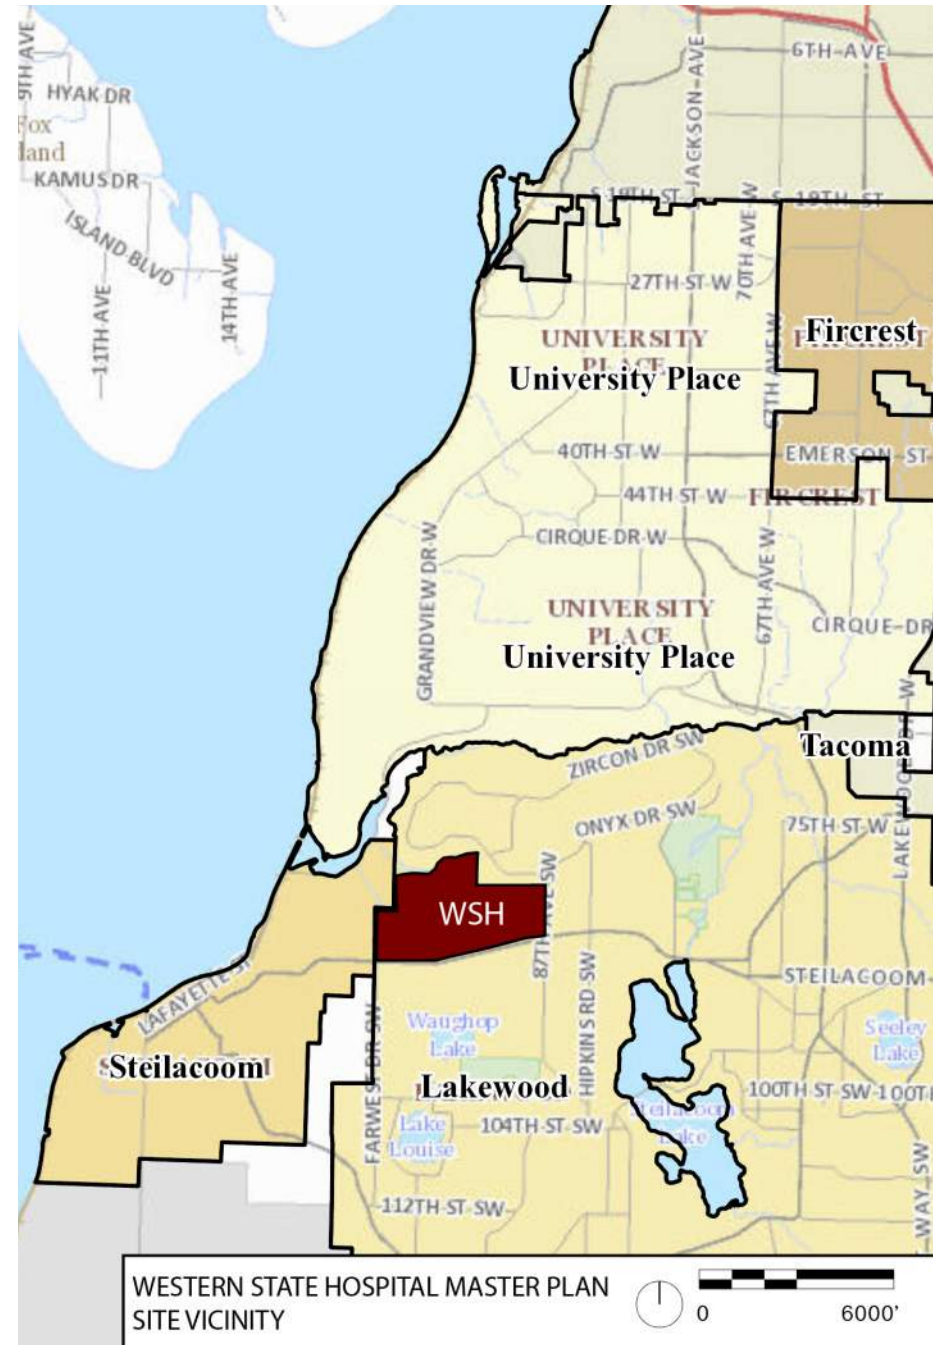 9TH AVE
HYAK DR
Fox
land
KAMUS DR
ISLAND BLVD
11TH AVE
14TH AVE
6TH AVE
JACKSON AVE
S 19TH ST
S 19TH ST
70TH AVE W
27TH ST W
UNIVERSITY
PLACE
University Place
Fircrest
67TH AVE W
40TH ST W
EMERSON ST
44TH ST W
FIRCREST
CIRQUE DR W
GRANDVIEW DR W
67TH AVE W
UNIVERSITY
PLACE
University Place
CIRQUE DR
Tacoma
ZIRCON DR SW
ONYX DR SW
75TH ST W
WSH
87TH AVE SW
HIPKINS RD SW
STEILACOOM
LAFAYETTE ST
Steilacoom
FARWEST DR SW
Waughop
Lake
Lakewood
Lake
Louise
104TH ST SW
Steilacoom
Lake
Seeley
Lake
100TH ST SW
100TH
112TH ST SW
WAY SW
WESTERN STATE HOSPITAL MASTER PLAN
SITE VICINITY
0 6000'